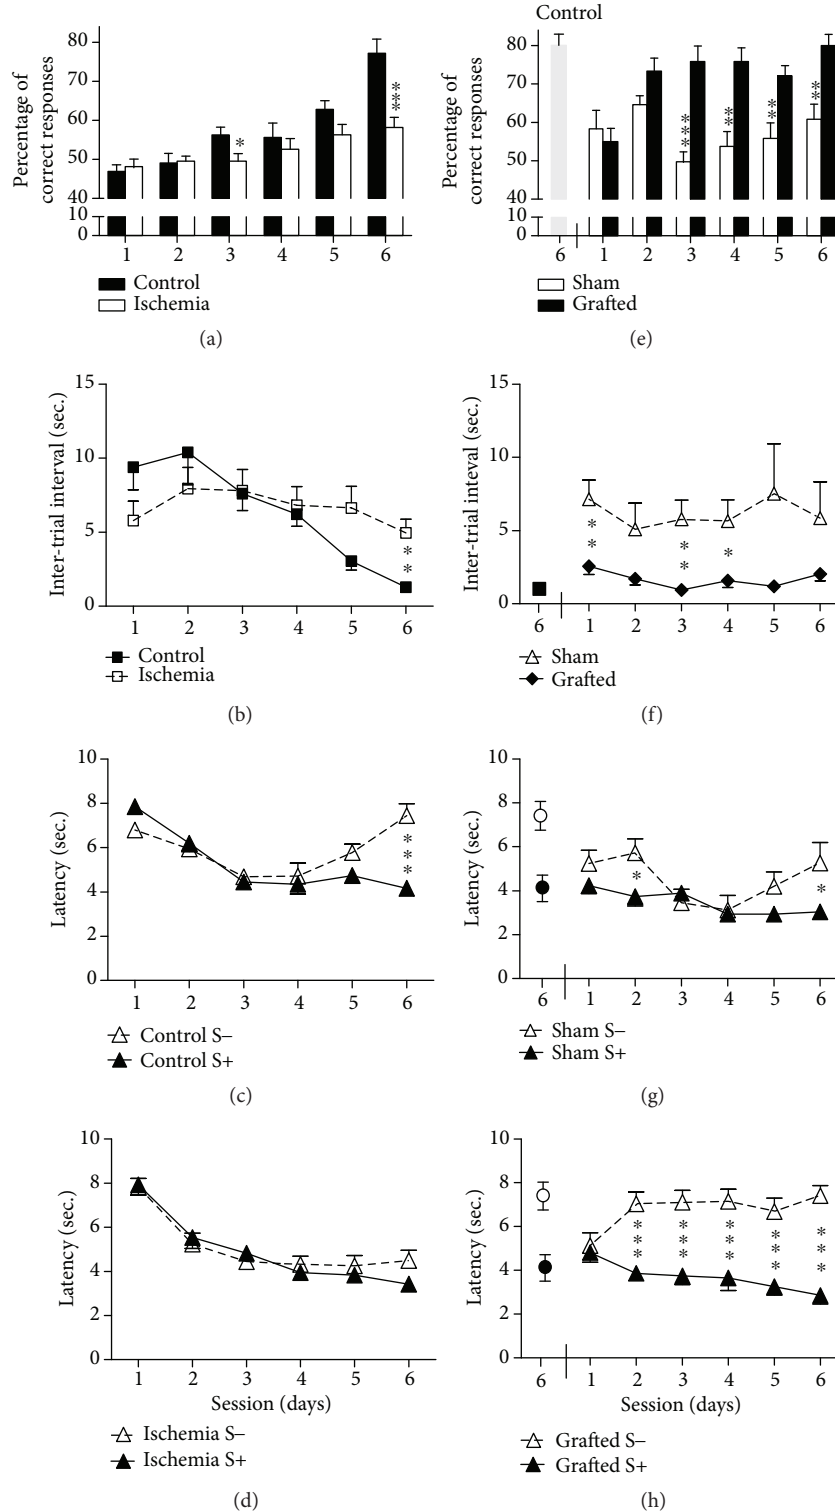 Percentage of
correct responses
80
70
60
50
40
10
0
*
***
1 2 3 4 5 6
Control
Ischemia
(a)
Control
Percentage of
correct responses
80
70
60
50
40
10
0
***
**
**
**
6 1 2 3 4 5 6
Sham
Grafted
(e)
Inter-trial interval (sec.)
15
10
5
0
**
1 2 3 4 5 6
Control
Ischemia
(b)
Inter-trial inteval (sec.)
15
10
5
0
**
**
*
6 1 2 3 4 5 6
Sham
Grafted
(f)
Latency (sec.)
10
8
6
4
2
0
***
1 2 3 4 5 6
Control S–
Control S+
(c)
Latency (sec.)
10
8
6
4
2
0
*
*
6 1 2 3 4 5 6
Sham S–
Sham S+
(g)
Latency (sec.)
10
8
6
4
2
0
1 2 3 4 5 6
Session (days)
Ischemia S–
Ischemia S+
(d)
Latency (sec.)
10
8
6
4
2
0
***
***
***
***
***
6 1 2 3 4 5 6
Session (days)
Grafted S–
Grafted S+
(h)